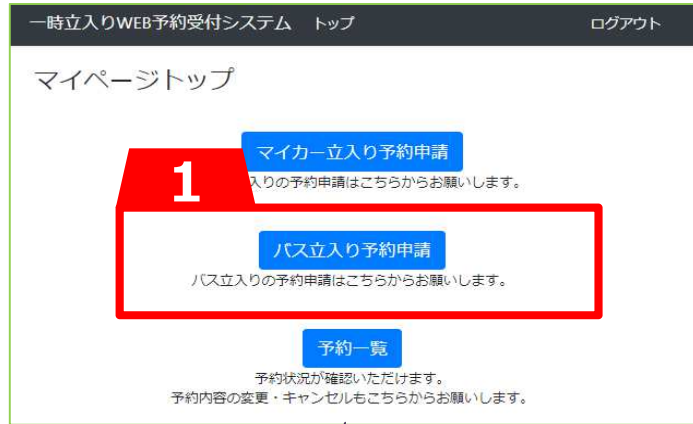 一時立入りWEB予約受付システム トップ ログアウト
マイページトップ
マイカー立入り予約申請
1
入りの予約申請はこちらからお願いします。
バス立入り予約申請
バス立入りの予約申請はこちらからお願いします。
予約一覧
予約状況が確認いただけます。
予約内容の変更・キャンセルもこちらからお願いします。